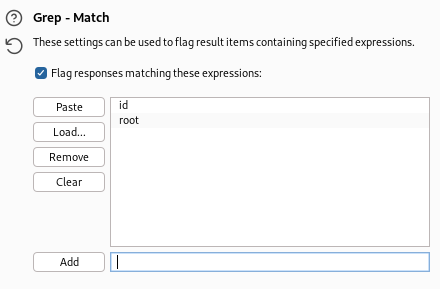 Grep - Match
These settings can be used to flag result items containing specified expressions.
Flag responses matching these expressions:
Paste
Load...
Remove
Clear
id
root
Add